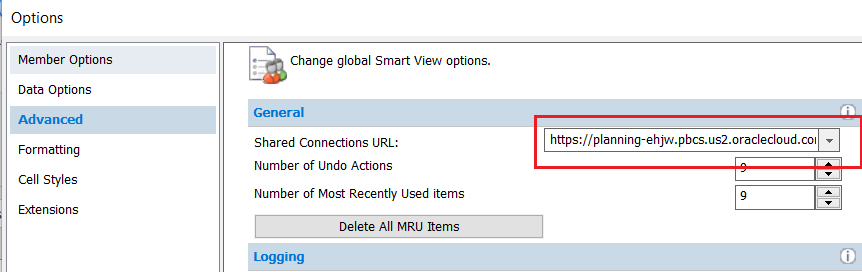 Options
Member Options
Data Options
Advanced
Formatting
Cell Styles
Extensions
Change global Smart View options.
General
Shared Connections URL:
https://planning-ehjw.pbcs.us2.oraclecloud.co
Number of Undo Actions
9
Number of Most Recently Used items
9
Delete All MRU Items
Logging